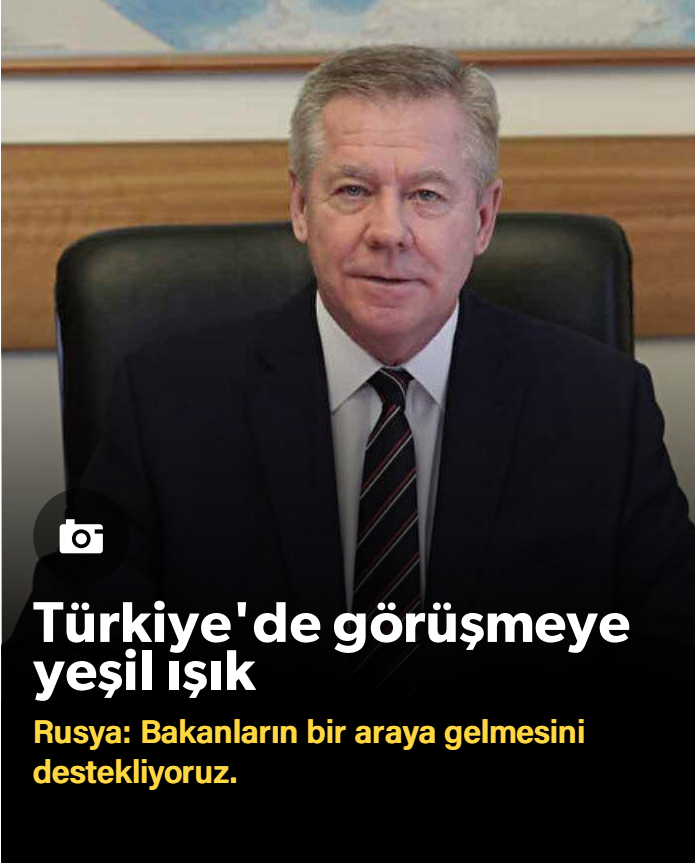 Türkiye'de görüşmeye
yeşil ışık
Rusya: Bakanların bir araya gelmesini
destekliyoruz.